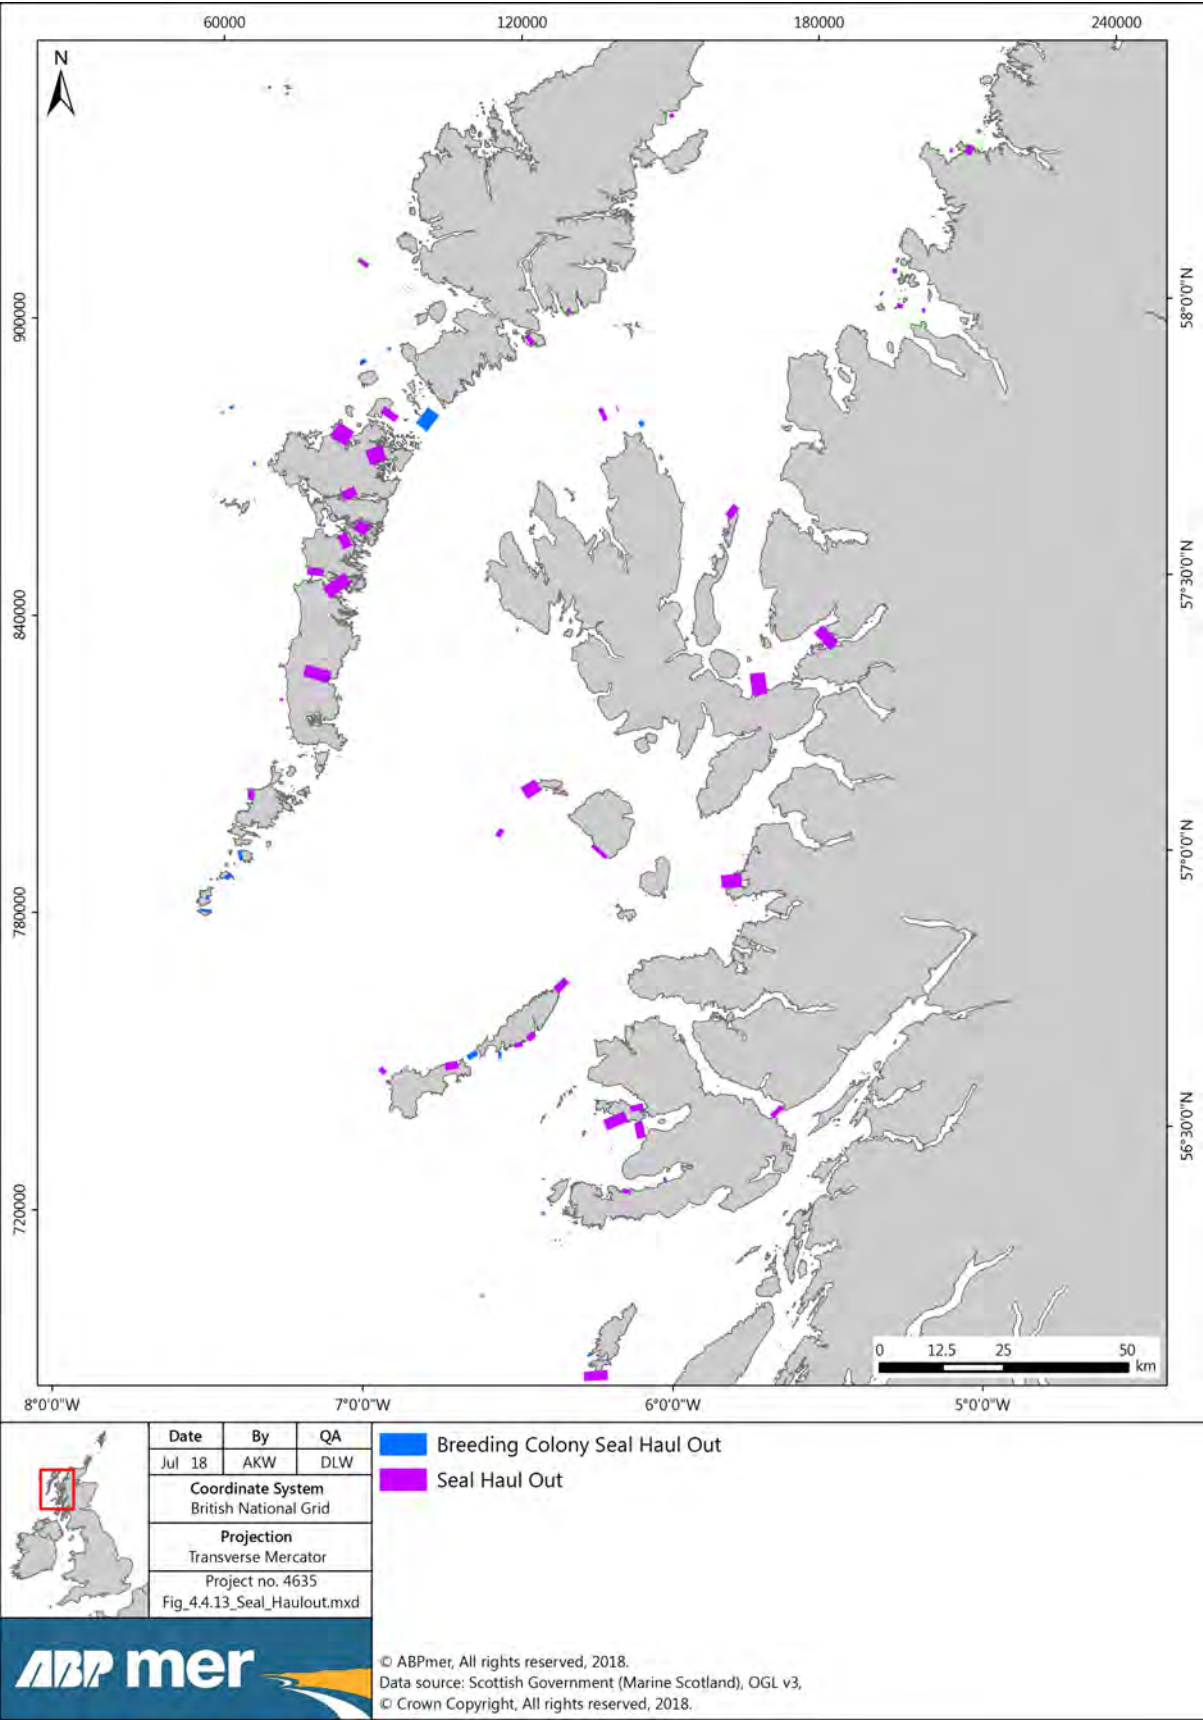 60000 120000 180000 240000
N
900000
840000
780000
720000
58°0'0"N
57°30'0"N
57°0'0"N
56°30'0"N
0 12.5 25 50
km
8°0'0"W 7°0'0"W 6°0'0"W 5°0'0"W
Date By QA
Jul 18 AKW DLW
Coordinate System
British National Grid
Projection
Transverse Mercator
Project no. 4635
Fig_4.4.13_Seal_Haulout.mxd
Breeding Colony Seal Haul Out
Seal Haul Out
ABP mer
© ABPmer, All rights reserved, 2018.
Data source: Scottish Government (Marine Scotland), OGL v3,
© Crown Copyright, All rights reserved, 2018.